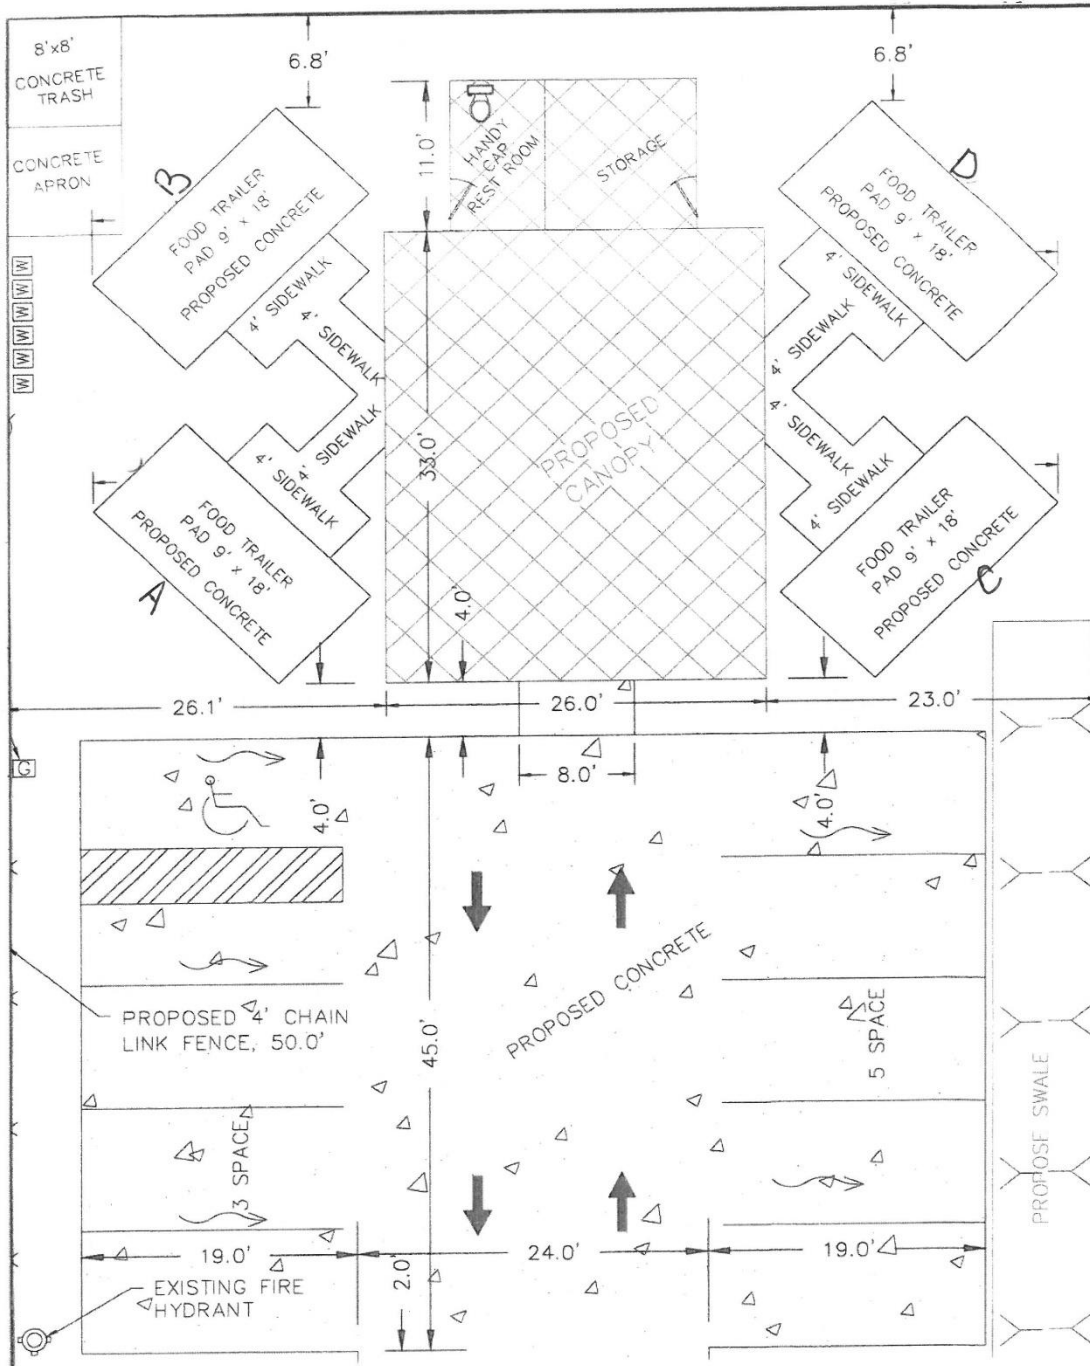 8'x8'
CONCRETE
TRASH
CONCRETE
APRON
6.8'
6.8'
11.0'
HANDY
CAP
REST ROOM
STORAGE
B
FOOD TRAILER
PAD 9' x 18'
PROPOSED CONCRETE
4' SIDEWALK
4' SIDEWALK
D
FOOD TRAILER
PAD 9' x 18'
PROPOSED CONCRETE
4' SIDEWALK
4' SIDEWALK
W
W
W
W
W
W
33.0'
PROPOSED
CANOPY
4' SIDEWALK
4' SIDEWALK
A
FOOD TRAILER
PAD 9' x 18'
PROPOSED CONCRETE
4' SIDEWALK
4' SIDEWALK
C
FOOD TRAILER
PAD 9' x 18'
PROPOSED CONCRETE
4.0'
26.1'
26.0'
23.0'
G
8.0'
4.0'
4.0'
PROPOSED CONCRETE
PROPOSED 4' CHAIN
LINK FENCE, 50.0'
45.0'
5 SPACE
3 SPACE
PROPOSE SWALE
19.0'
24.0'
19.0'
2.0'
EXISTING FIRE
HYDRANT